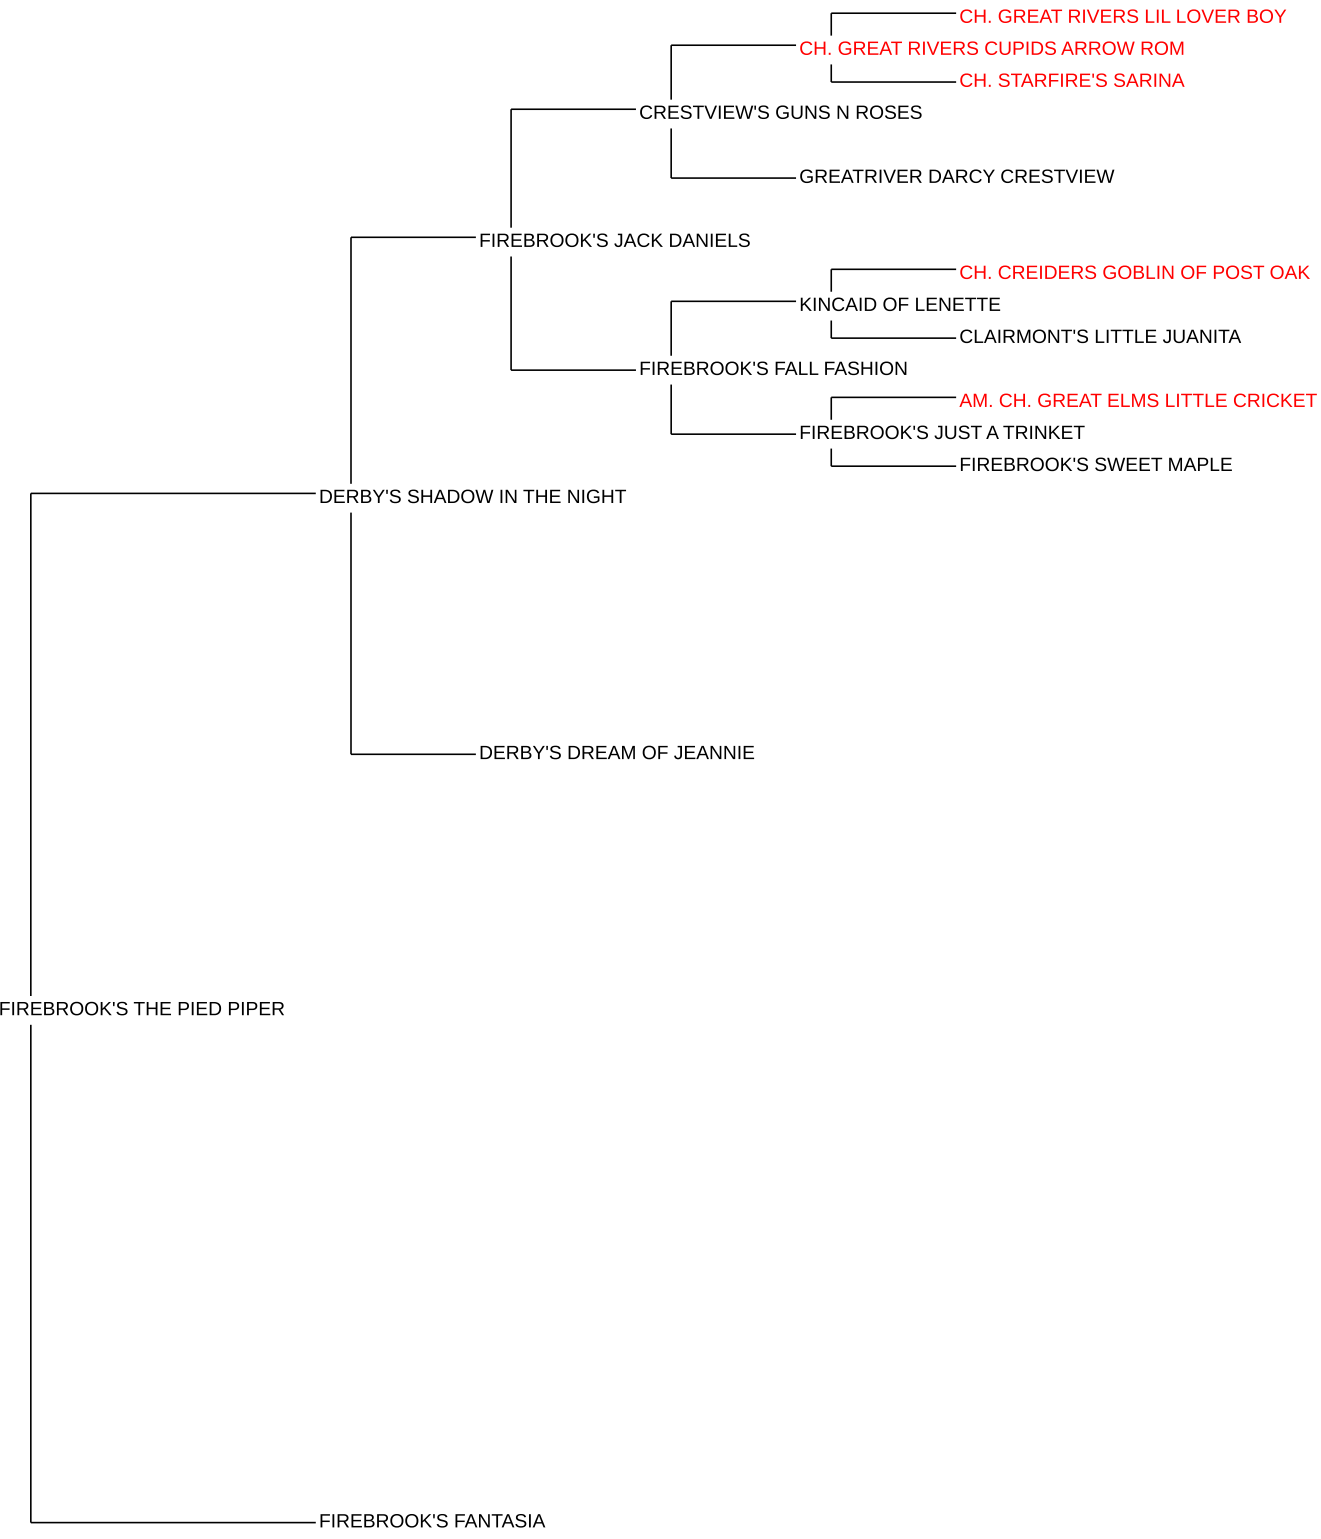 CH. GREAT RIVERS LIL LOVER BOY
CH. GREAT RIVERS CUPIDS ARROW ROM
CH. STARFIRE'S SARINA
CRESTVIEW'S GUNS N ROSES
GREATRIVER DARCY CRESTVIEW
FIREBROOK'S JACK DANIELS
CH. CREIDERS GOBLIN OF POST OAK
KINCAID OF LENETTE
CLAIRMONT'S LITTLE JUANITA
FIREBROOK'S FALL FASHION
AM. CH. GREAT ELMS LITTLE CRICKET
FIREBROOK'S JUST A TRINKET
FIREBROOK'S SWEET MAPLE
DERBY'S SHADOW IN THE NIGHT
DERBY'S DREAM OF JEANNIE
FIREBROOK'S THE PIED PIPER
FIREBROOK'S FANTASIA